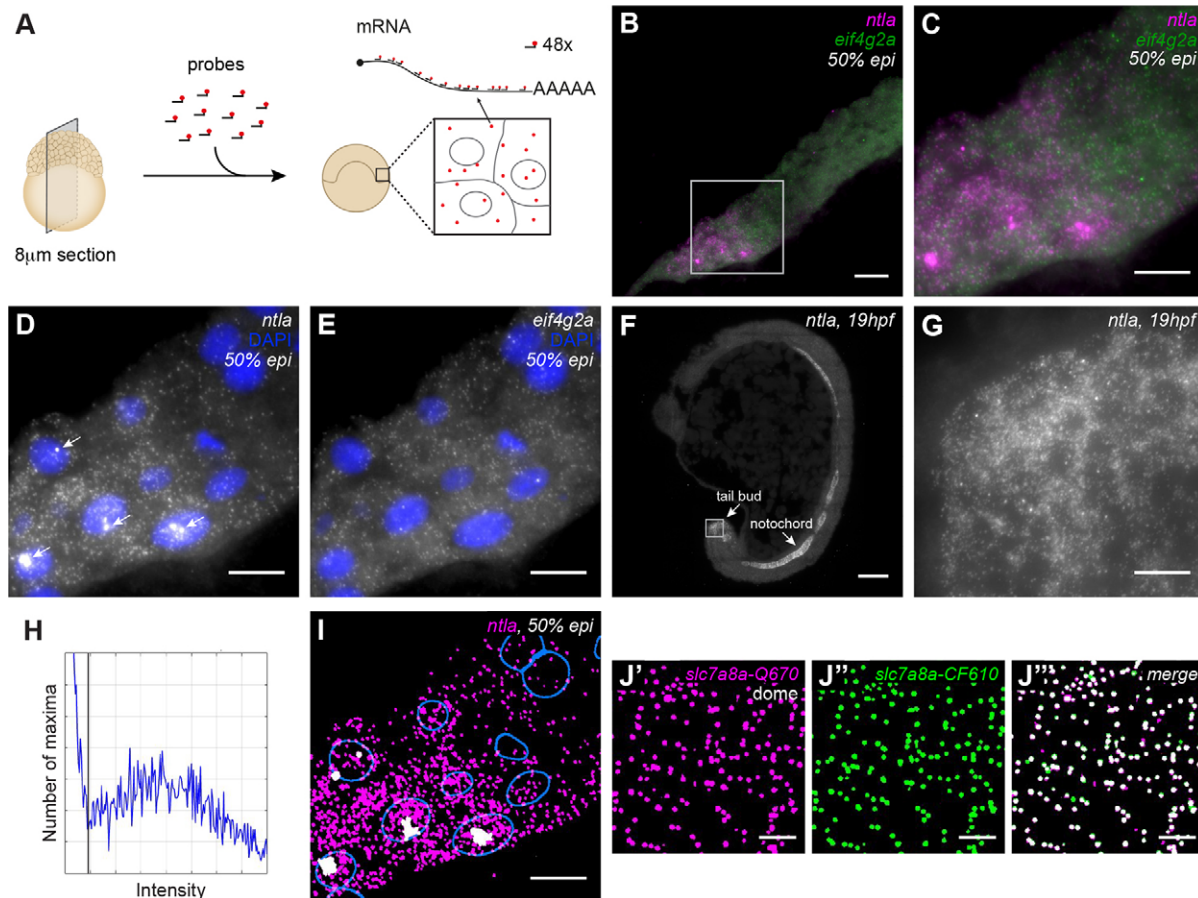 A
probes
mRNA
48x
AAAAA
8μm section
B
ntla
eif4g2a
50% epi
C
ntla
eif4g2a
50% epi
D
ntla
DAPI
50% epi
E
eif4g2a
DAPI
50% epi
F
ntla, 19hpf
tail bud
notochord
G
ntla, 19hpf
H
Number of maxima
Intensity
I
ntla, 50% epi
J'
slc7a8a-Q670
dome
J''
slc7a8a-CF610
J'''
merge